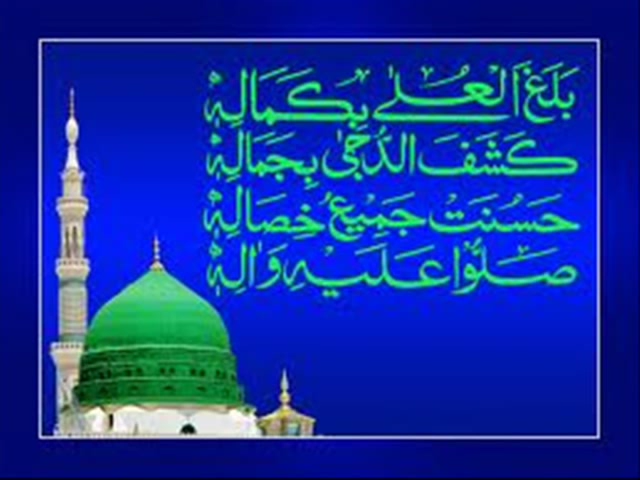 بَلَغَ الْعُلٰى بِكَمَالِهٖ
كَشَفَ الدُّجٰى بِجَمَالِهٖ
حَسُنَتْ جَمِيْعُ خِصَالِهٖ
صَلُّوْا عَلَيْهِ وَاٰلِهٖ